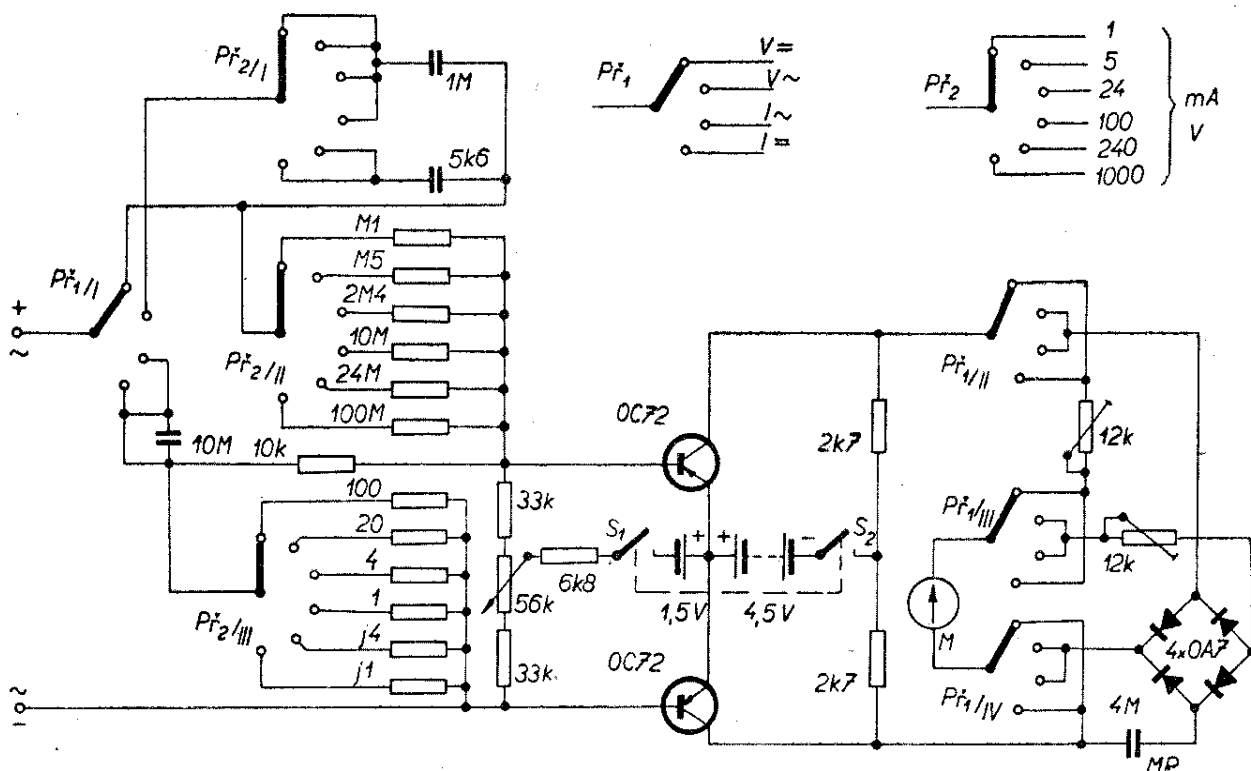 Př2/I
1M
5k6
Př1
V=
V~
I~
I=
Př2
1
5
24
100
240
1000
mA
V
Př1/I
+
~
Př2/II
M1
M5
2M4
10M
24M
100M
10M
10k
100
20
4
1
j4
j1
Př2/III
~
–
33k
56k
33k
6k8
S1
+
+
–
S2
1,5V
4,5V
OC72
OC72
2k7
2k7
Př1/II
12k
Př1/III
12k
M
Př1/IV
4×OA7
4M
MP